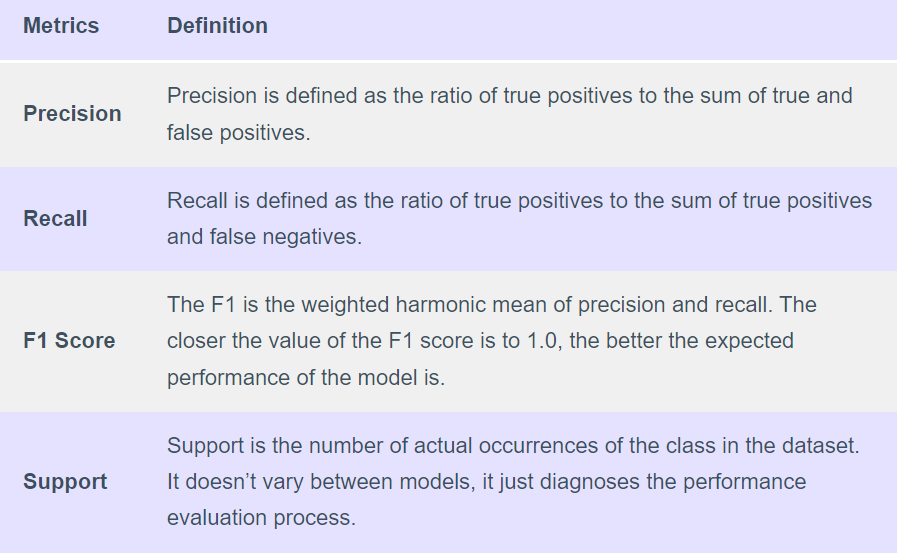 Metrics Definition
Precision
Precision is defined as the ratio of true positives to the sum of true and
false positives.
Recall
Recall is defined as the ratio of true positives to the sum of true positives
and false negatives.
F1 Score
The F1 is the weighted harmonic mean of precision and recall. The
closer the value of the F1 score is to 1.0, the better the expected
performance of the model is.
Support
Support is the number of actual occurrences of the class in the dataset.
It doesn’t vary between models, it just diagnoses the performance
evaluation process.